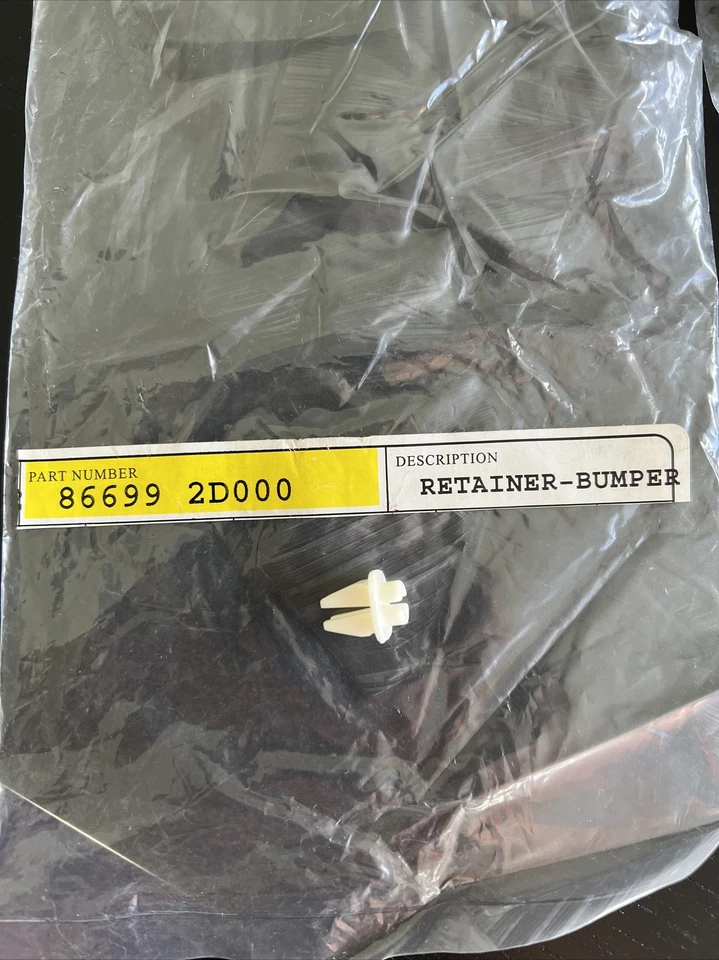 PART NUMBER
86699 2D000
DESCRIPTION
RETAINER-BUMPER